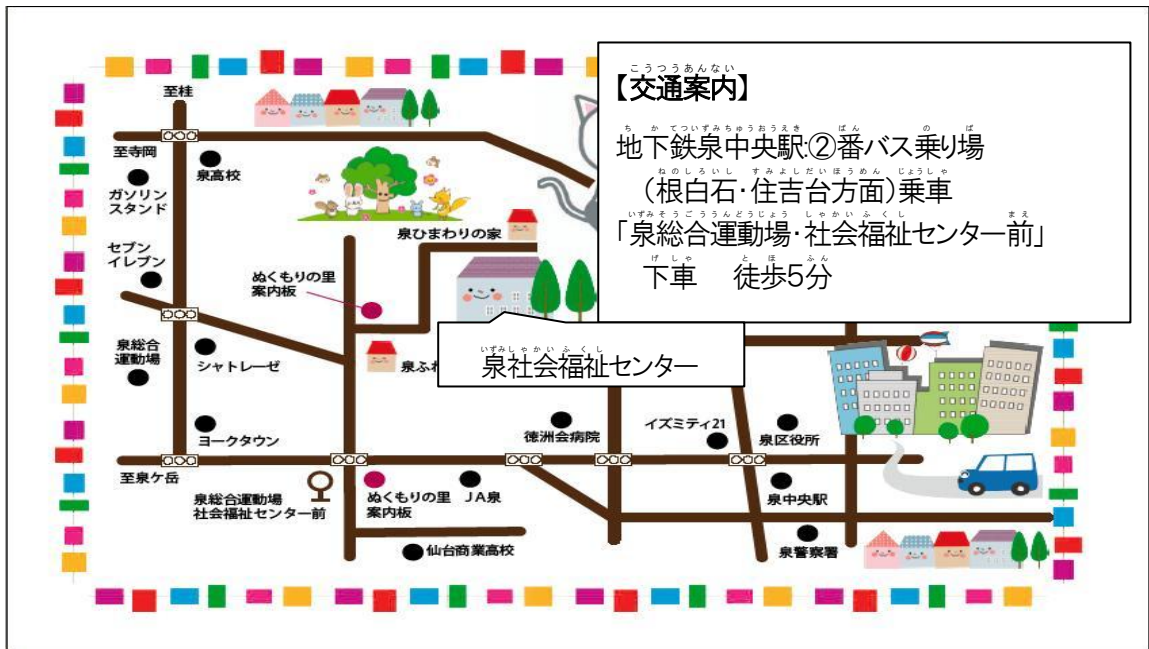 【交通案内】
地下鉄泉中央駅:②番バス乗り場
(根白石・住吉台方面)乗車
「泉総合運動場・社会福祉センター前」
下車 徒歩5分
至桂
至寺岡
泉高校
ガソリン
スタンド
セブン
イレブン
泉ひまわりの家
ぬくもりの里
案内板
泉総合
運動場
シャトレーゼ
泉ふれ
泉社会福祉センター
ヨークタウン
徳洲会病院
イズミティ21
泉区役所
至泉ケ岳
泉総合運動場
社会福祉センター前
ぬくもりの里
案内板
JA泉
泉中央駅
仙台商業高校
泉警察署